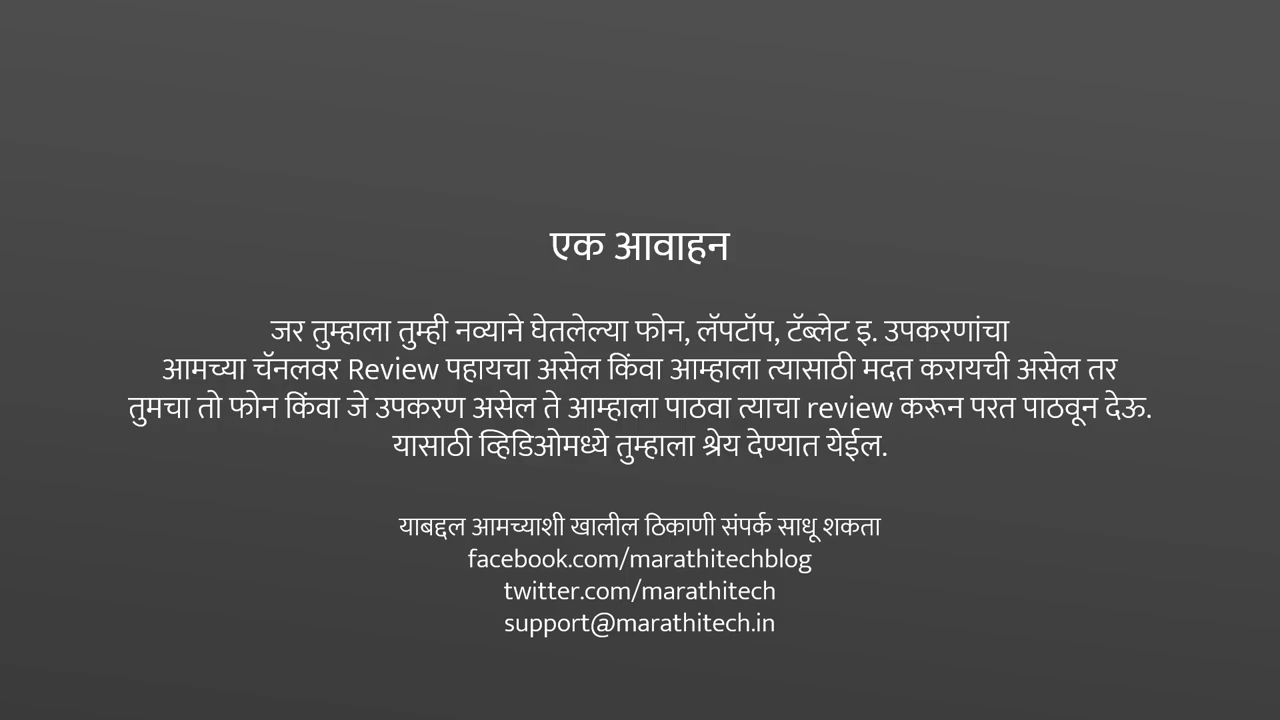 एक आवाहन
जर तुम्हाला तुम्ही नव्याने घेतलेल्या फोन, लॅपटॉप, टॅब्लेट इ. उपकरणांचा
आमच्या चॅनलवर Review पहायचा असेल किंवा आम्हाला त्यासाठी मदत करायची असेल तर
तुमचा तो फोन किंवा जे उपकरण असेल ते आम्हाला पाठवा त्याचा review करून परत पाठवून देऊ.
यासाठी व्हिडिओमध्ये तुम्हाला श्रेय देण्यात येईल.
याबद्दल आमच्याशी खालील ठिकाणी संपर्क साधू शकता
facebook.com/marathitechblog
twitter.com/marathitech
support@marathitech.in